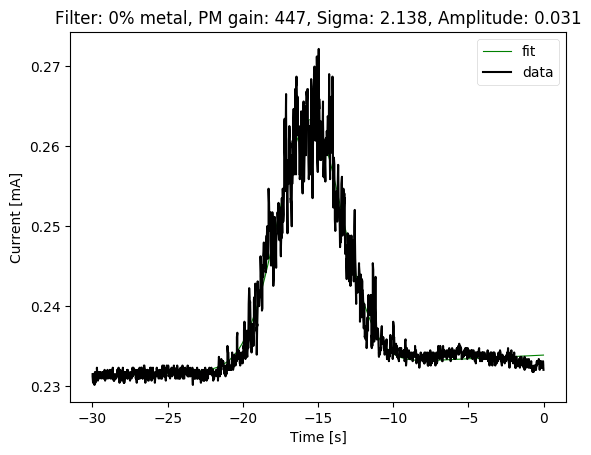 Filter: 0% metal, PM gain: 447, Sigma: 2.138, Amplitude: 0.031
fit
data
0.27
0.26
0.25
0.24
0.23
Current [mA]
−30
−25
−20
−15
−10
−5
0
Time [s]